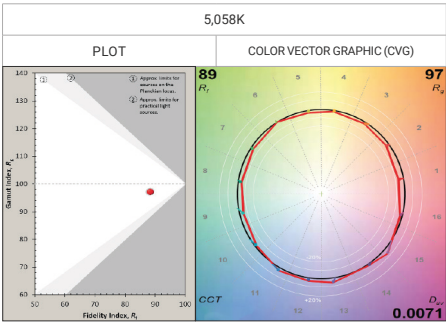 5,058K
PLOT
COLOR VECTOR GRAPHIC (CVG)
140
130
120
110
100
90
80
70
60
50 60 70 80 90 100
Gamut Index, Rg
Fidelity Index, Rf
1
2
1 Approx. limits for
sources on the
Planckian locus.
2 Approx. limits for
practical light
sources.
89
Rf
97
Rg
5 4
6 3
7 2
8 1
9 16
10 15
11 14
12 13
+20%
CCT
Duv
0.0071